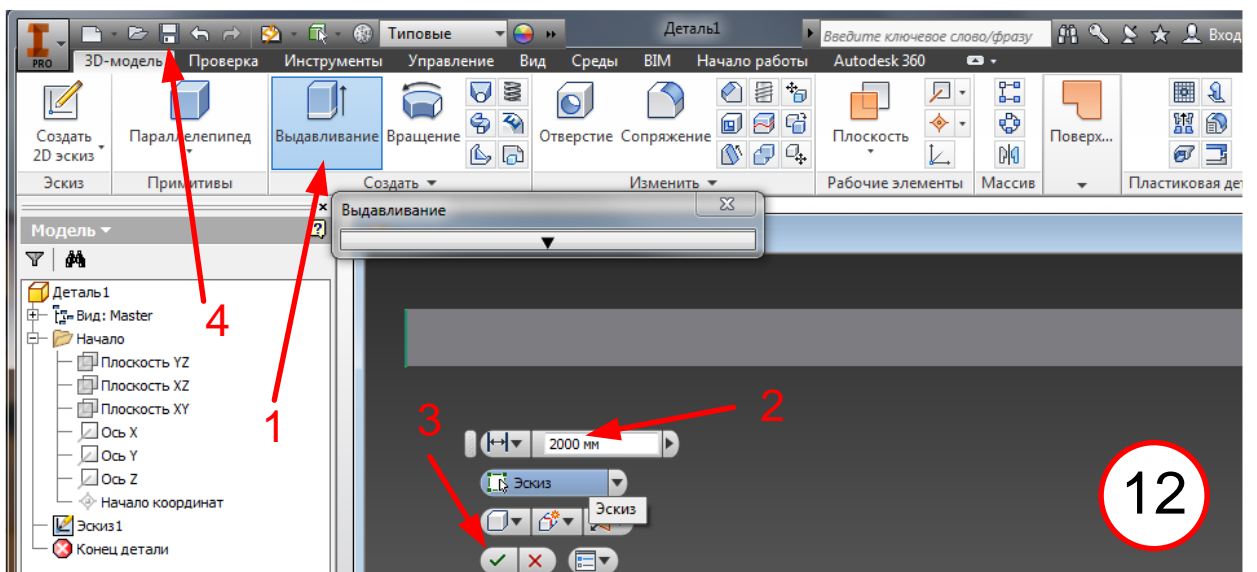 Типовые
Деталь1
Введите ключевое слово/фразу
Вход
PRO
3D-модель
Проверка
Инструменты
Управление
Вид
Среды
BIM
Начало работы
Autodesk 360
Создать
2D эскиз
Параллелепипед
Выдавливание
Вращение
Отверстие
Сопряжение
Плоскость
Поверх...
Эскиз
Примитивы
Создать
Изменить
Рабочие элементы
Массив
Пластиковая де
Выдавливание
Модель
Деталь1
Вид: Master
Начало
Плоскость YZ
Плоскость XZ
Плоскость XY
Ось X
Ось Y
Ось Z
Начало координат
Эскиз1
Конец детали
4
1
3
2
2000 мм
Эскиз
Эскиз
12